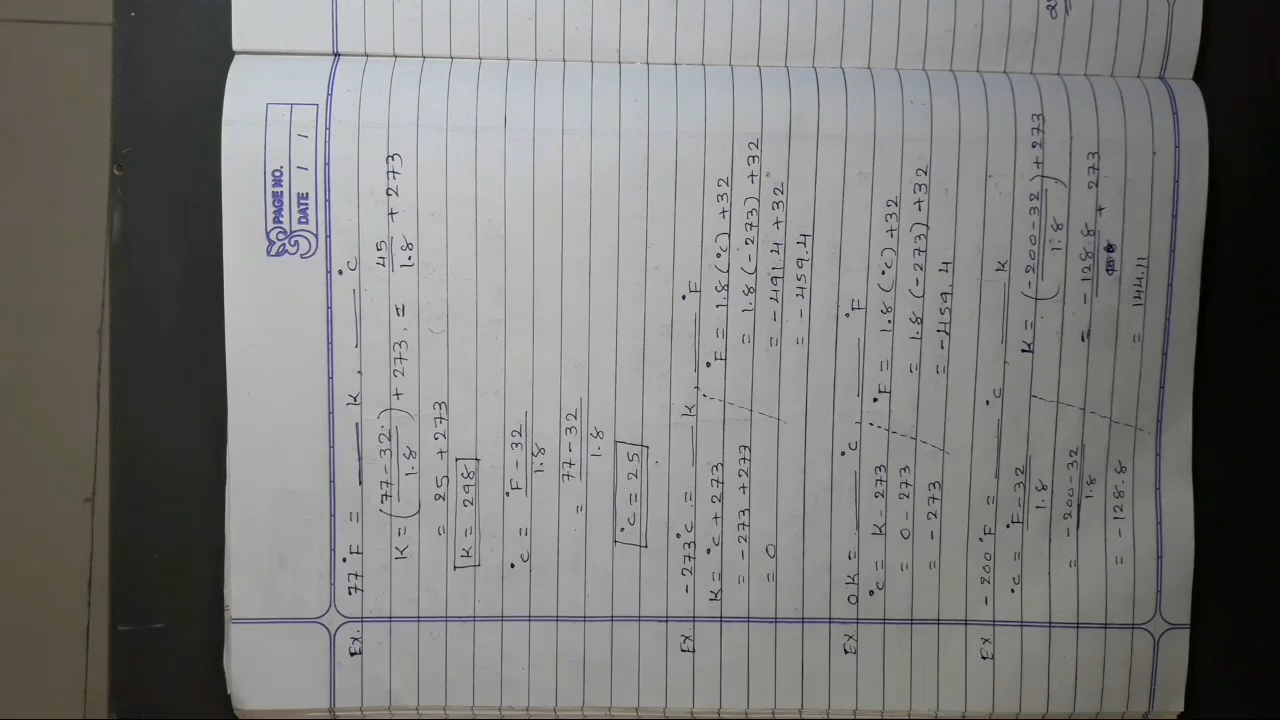 PAGE NO.
DATE / /
Ex. 77°F = ____ K, ____ °C
K = (77-32/1.8) + 273 = 45/1.8 + 273
= 25 + 273
K = 298
°C = °F - 32/1.8
= 77 - 32/1.8
°C = 25
Ex. -273°C = ____ K, ____ °F
K = °C + 273
= -273 + 273
= 0
°F = 1.8 (°C) + 32
= 1.8 (-273) + 32
= -491.4 + 32
= -459.4
Ex. 0K = ____ °C, ____ °F
°C = K - 273
= 0 - 273
= -273
°F = 1.8 (°C) + 32
= 1.8 (-273) + 32
= -459.4
Ex. -200°F = ____ °C, ____ K
°C = °F - 32/1.8
= -200 - 32/1.8
= -128.8
K = (-200 - 32/1.8) + 273
= -128.8 + 273
= 144.11